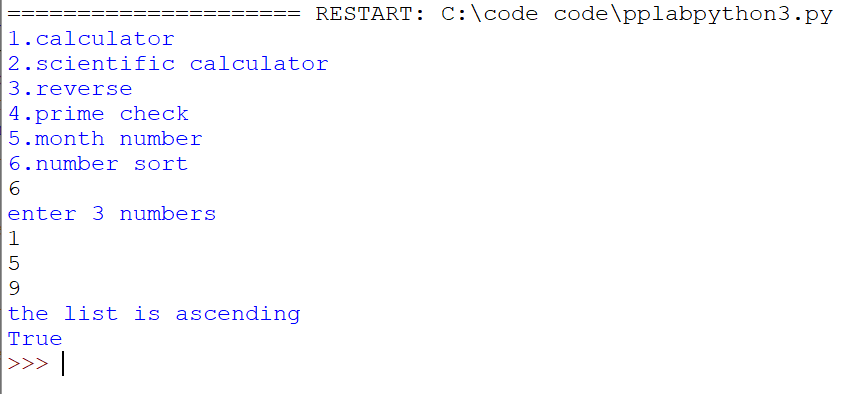 ===================== RESTART: C:\code code\pplabpython3.py
1.calculator
2.scientific calculator
3.reverse
4.prime check
5.month number
6.number sort
6
enter 3 numbers
1
5
9
the list is ascending
True
>>>